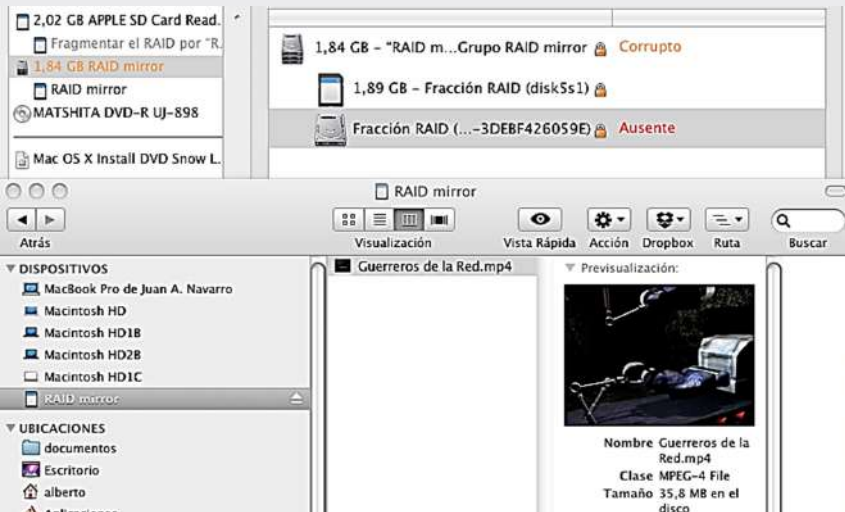 2,02 GB APPLE SD Card Read.
Fragmentar el RAID por "R.
1,84 GB RAID mirror
RAID mirror
MATSHITA DVD-R UJ-898
Mac OS X Install DVD Snow L.
1,84 GB - "RAID m...Grupo RAID mirror Corrupto
1,89 GB - Fracción RAID (disk5s1)
Fracción RAID (...-3DEBF426059E) Ausente
RAID mirror
Atrás Visualización Vista Rápida Acción Dropbox Ruta Buscar
DISPOSITIVOS
MacBook Pro de Juan A. Navarro
Macintosh HD
Macintosh HD1B
Macintosh HD2B
Macintosh HD1C
RAID mirror
UBICACIONES
documentos
Escritorio
alberto
Aplicaciones
Guerreros de la Red.mp4
Previsualización:
Nombre Guerreros de la
Red.mp4
Clase MPEG-4 File
Tamaño 35,8 MB en el
disco